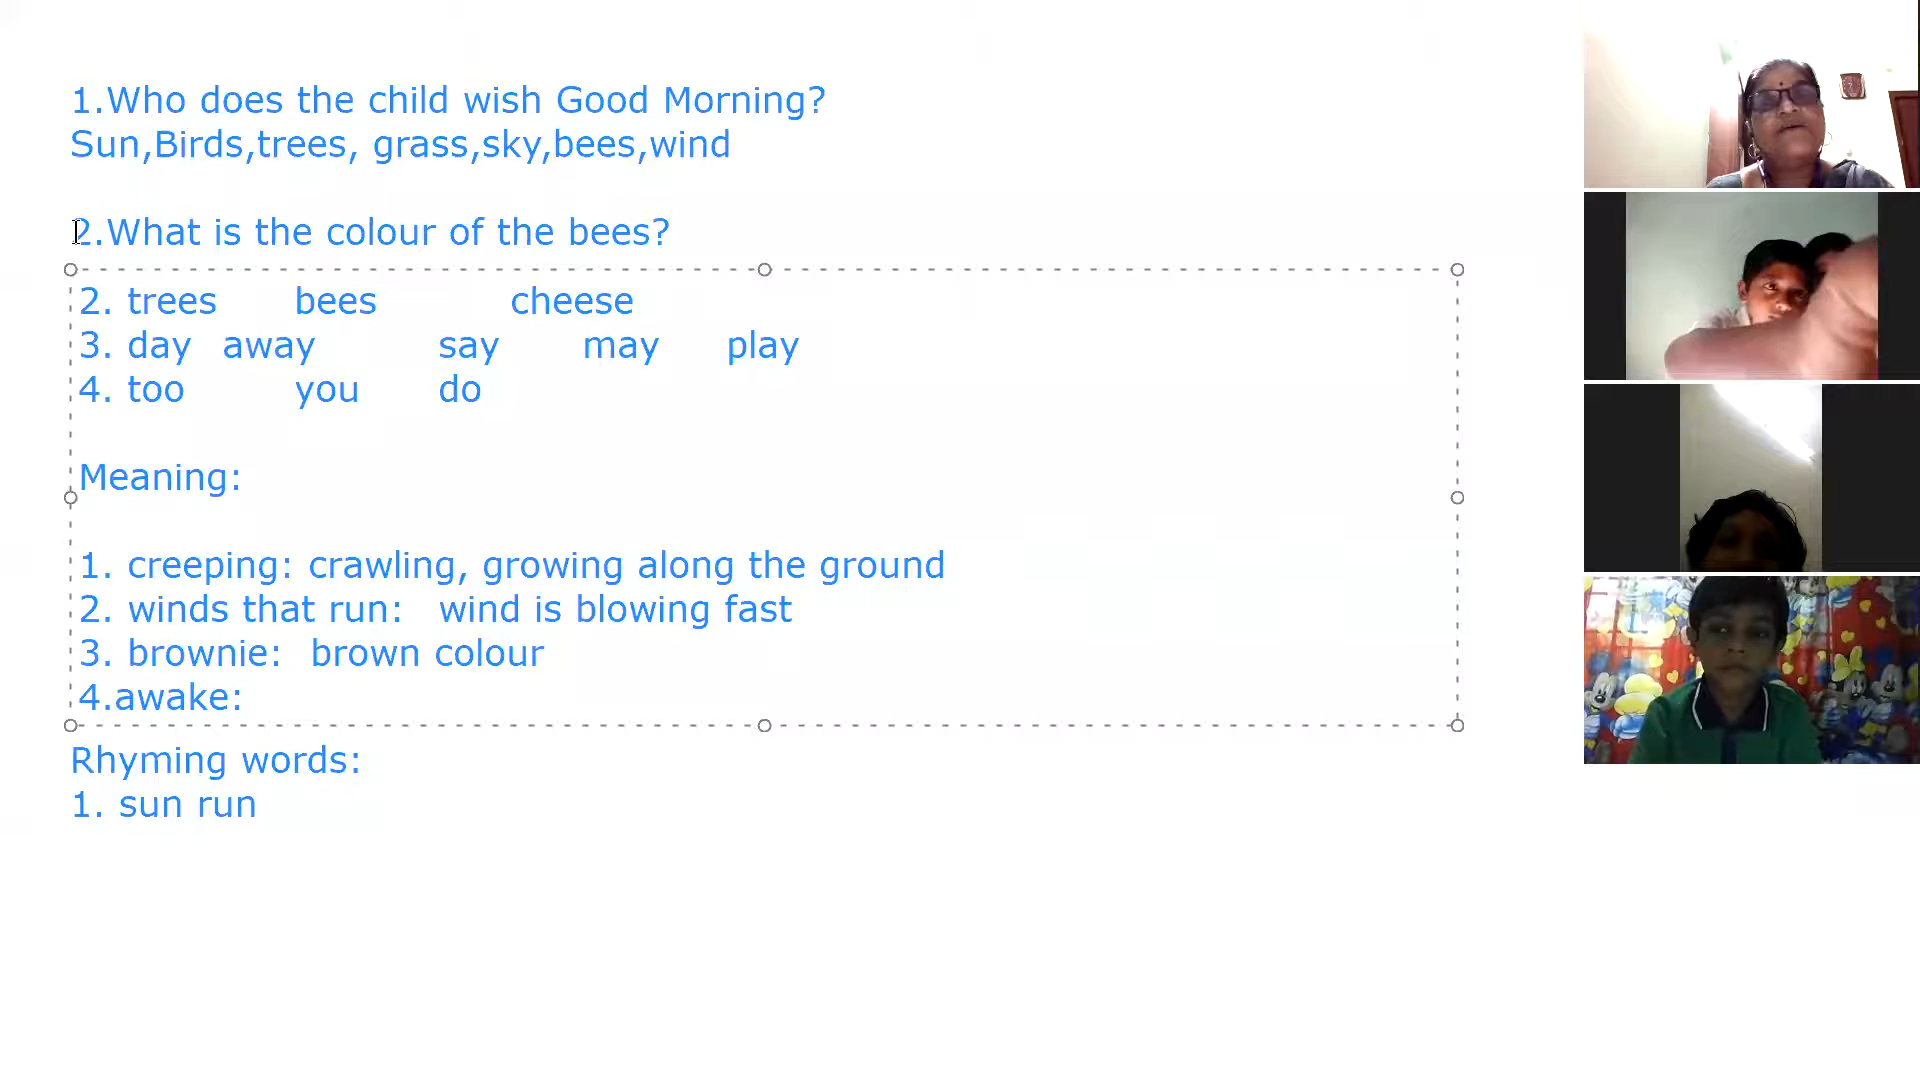 1.Who does the child wish Good Morning?
Sun,Birds,trees, grass,sky,bees,wind
2.What is the colour of the bees?
2. trees bees cheese
3. day away say may play
4. too you do
Meaning:
1. creeping: crawling, growing along the ground
2. winds that run: wind is blowing fast
3. brownie: brown colour
4.awake:
Rhyming words:
1. sun run